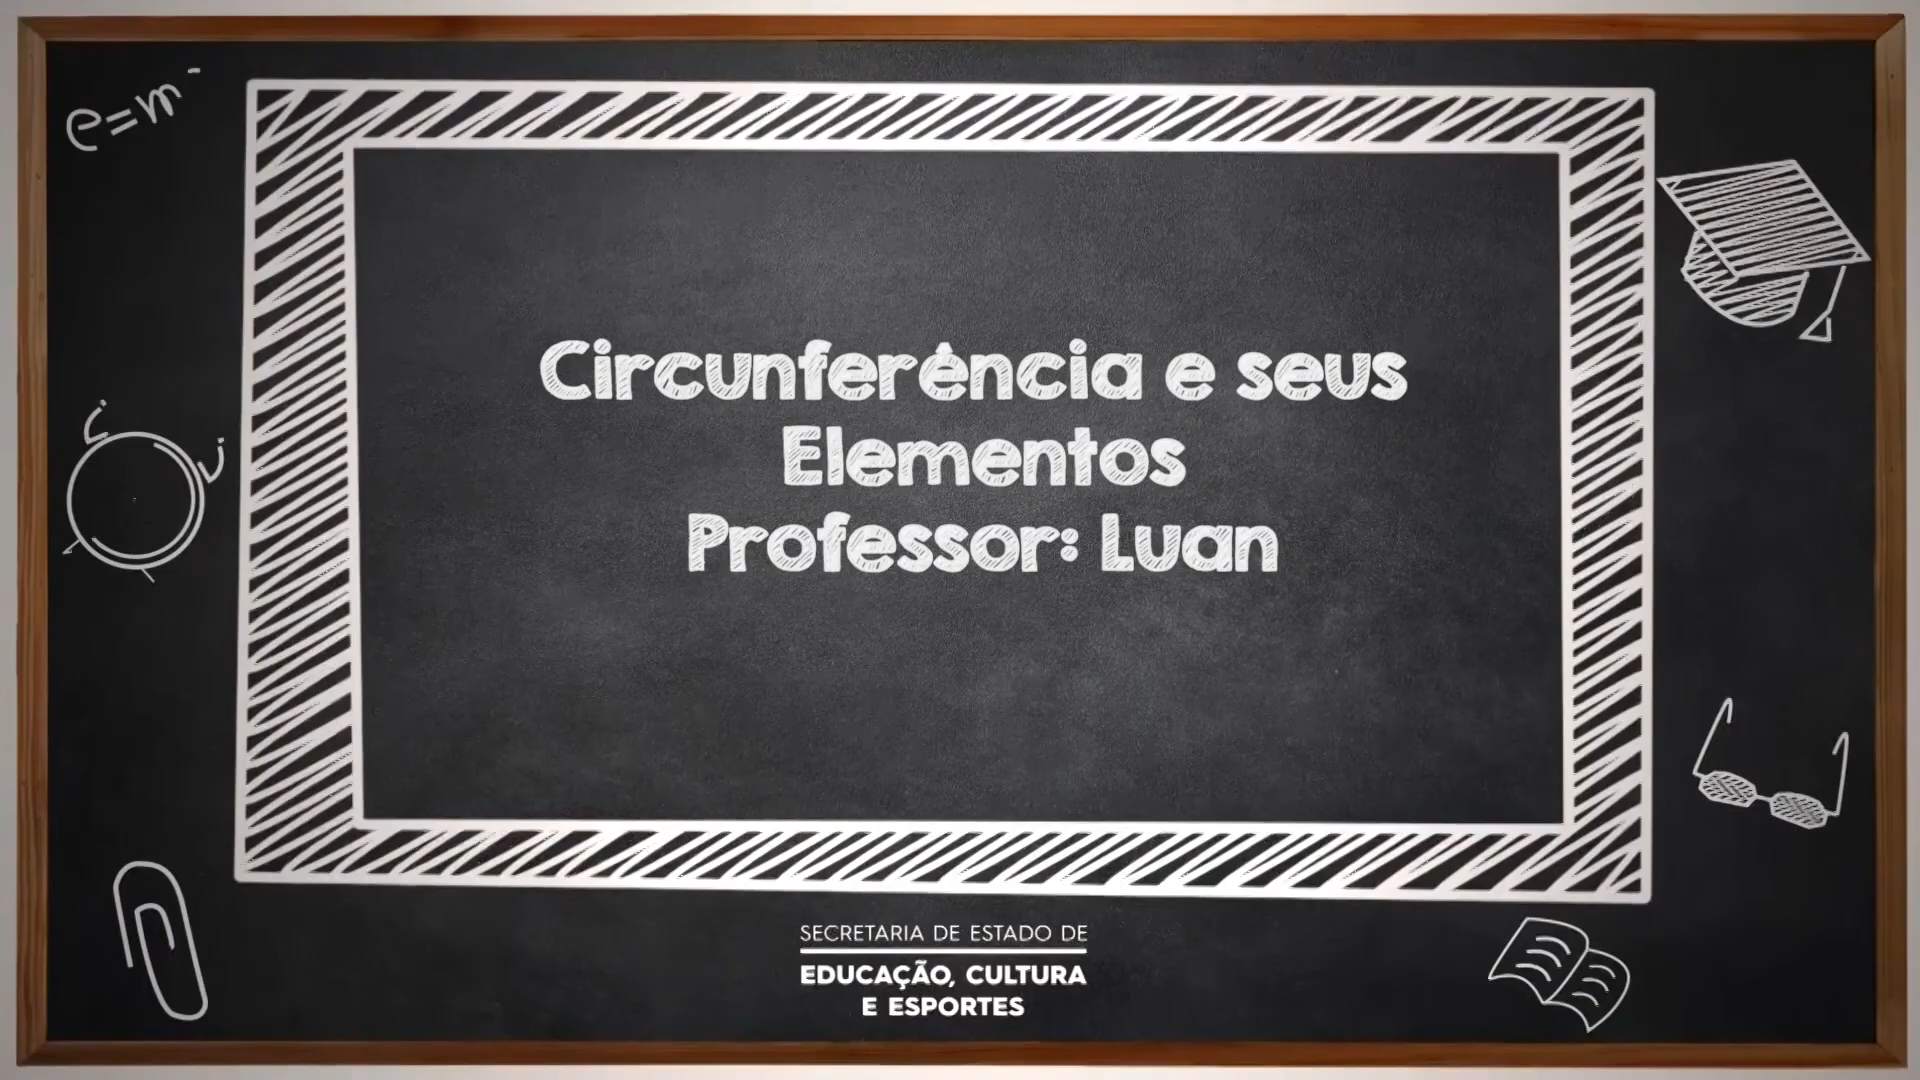 e=m
Circunferência e seus
Elementos
Professor: Luan
SECRETARIA DE ESTADO DE
EDUCAÇÃO, CULTURA
E ESPORTES